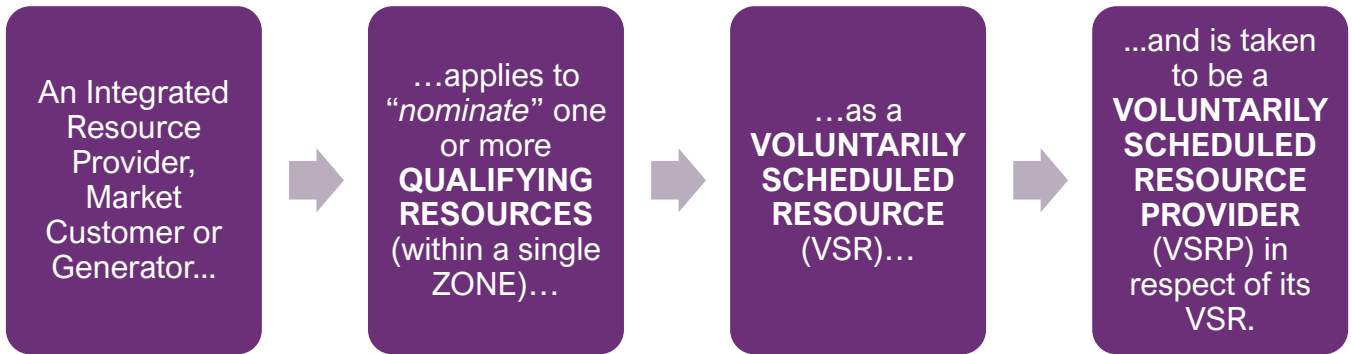 An Integrated
Resource
Provider,
Market
Customer or
Generator...
…applies to
“nominate” one
or more
QUALIFYING
RESOURCES
(within a single
ZONE)…
…as a
VOLUNTARILY
SCHEDULED
RESOURCE
(VSR)…
...and is taken
to be a
VOLUNTARILY
SCHEDULED
RESOURCE
PROVIDER
(VSRP) in
respect of its
VSR.